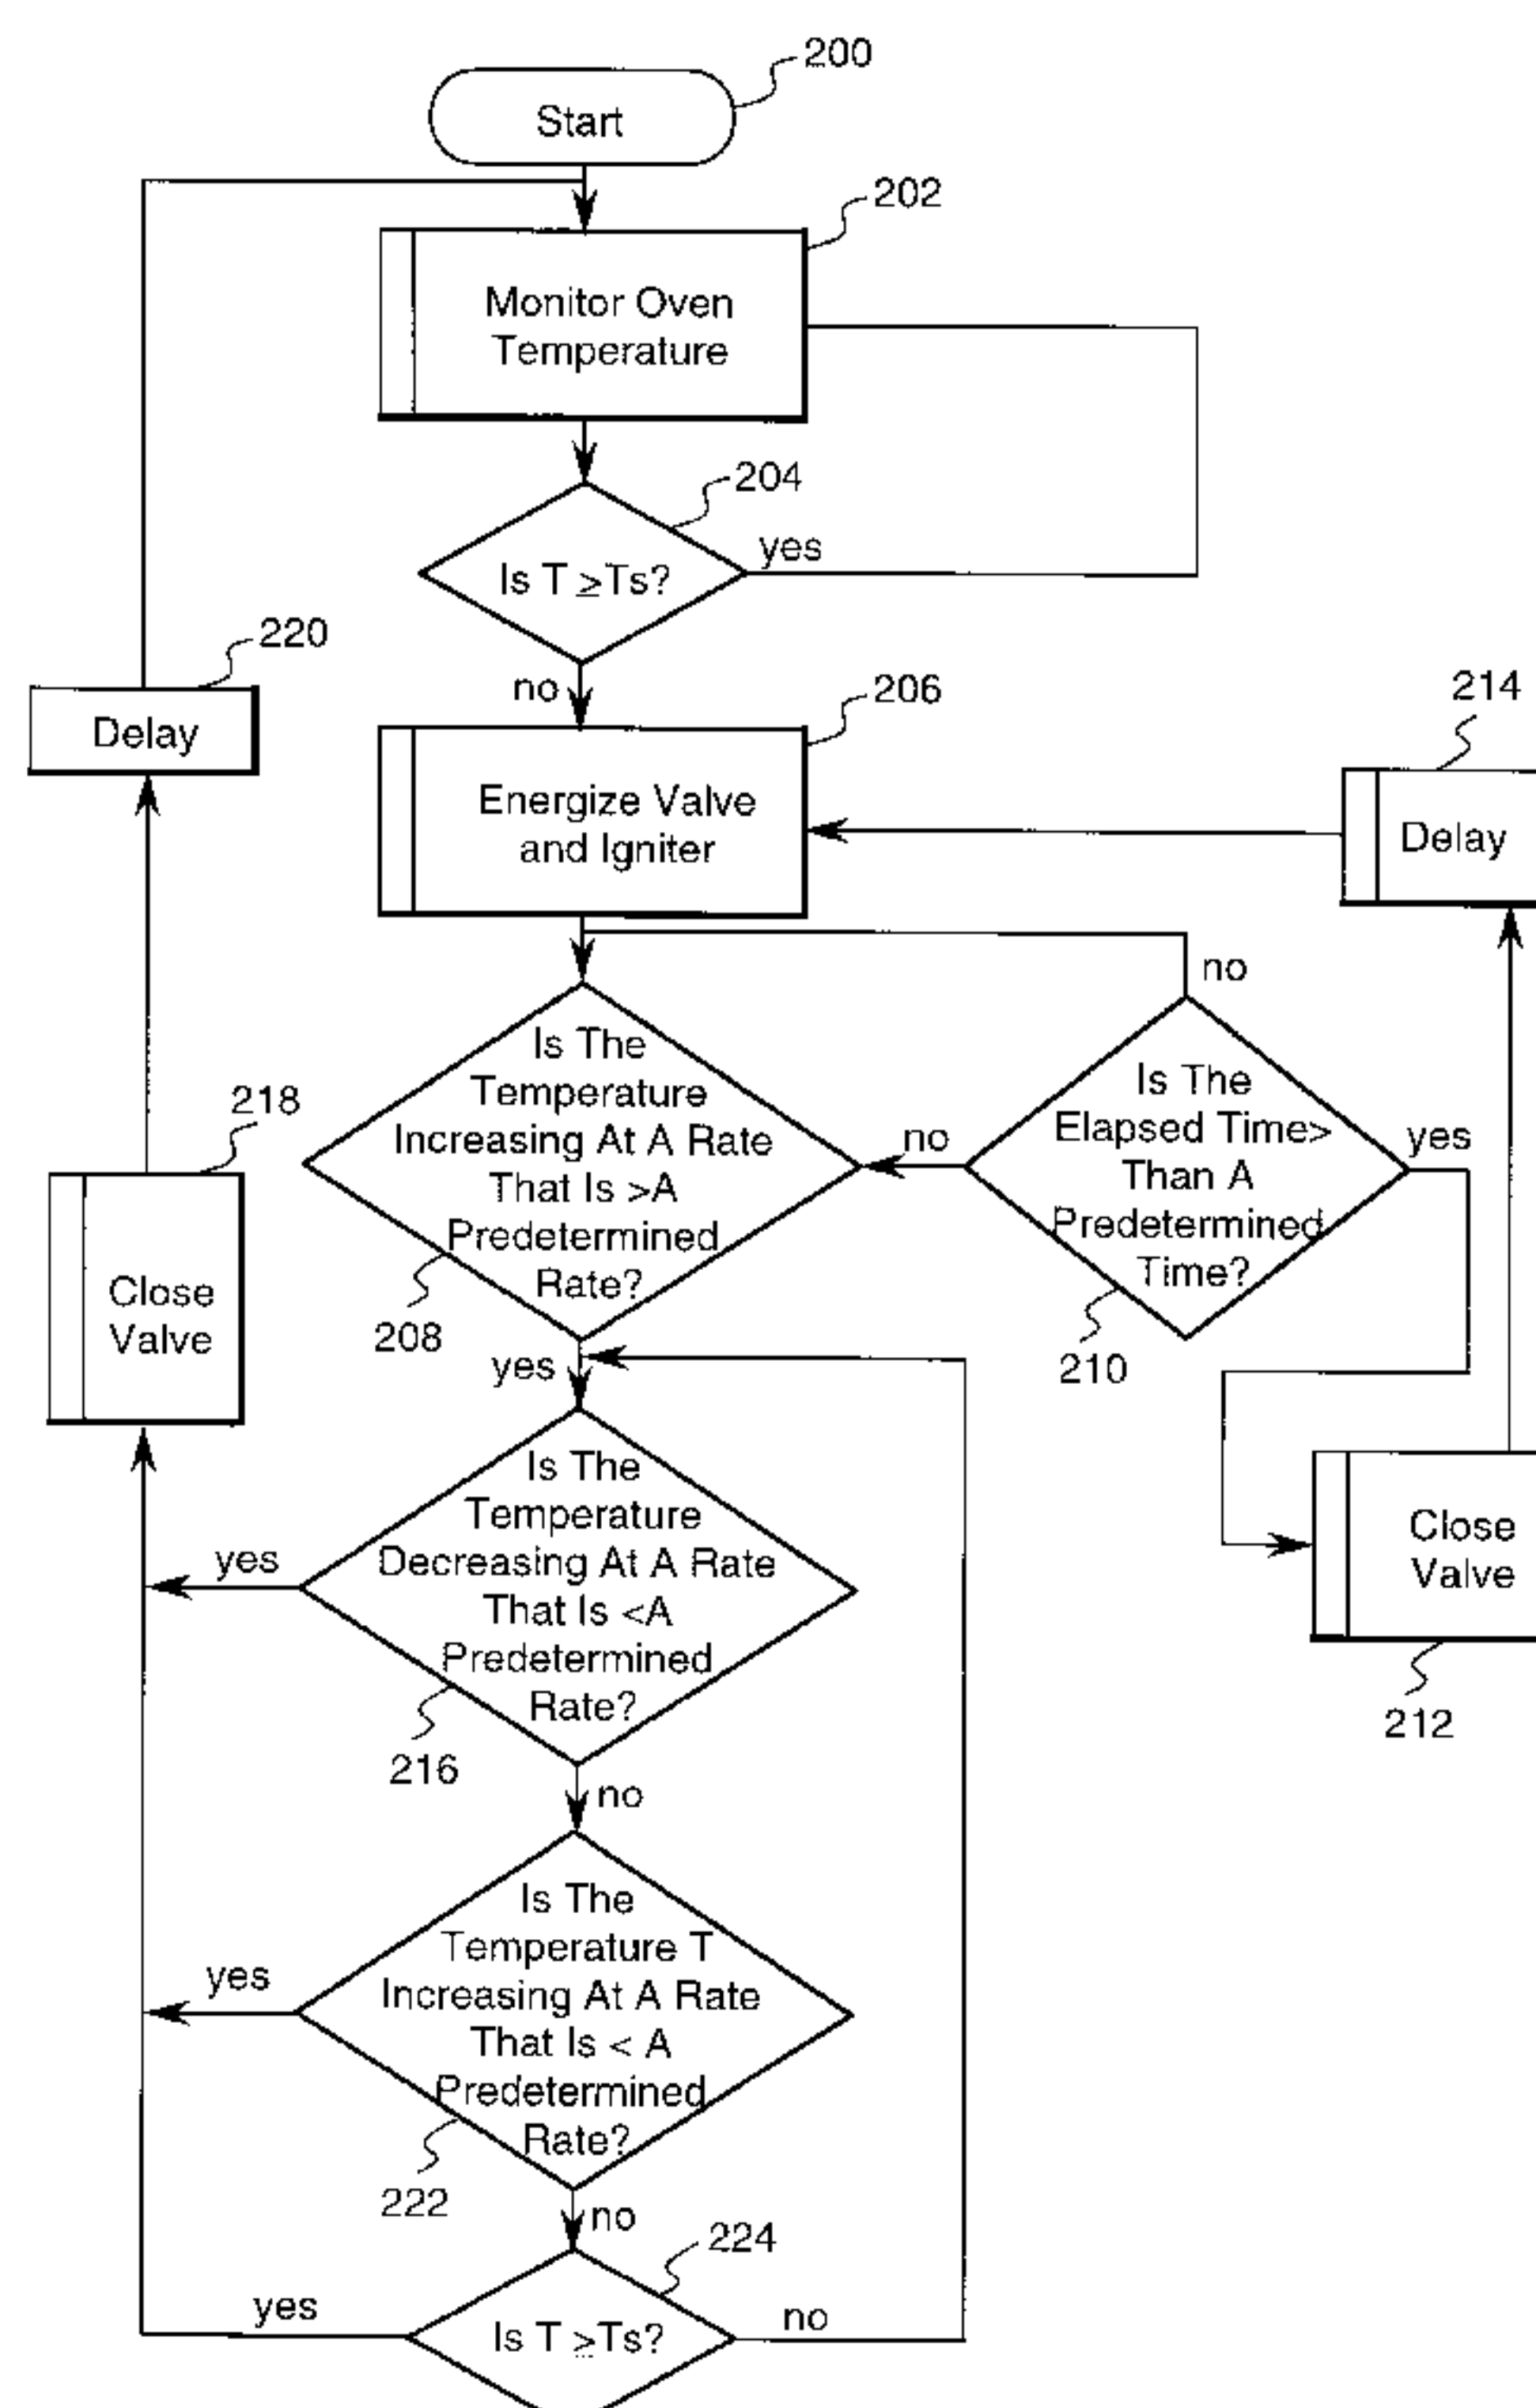 200
Start
202
Monitor Oven
Temperature
204
Is T ≥Ts?
yes
220
Delay
no
206
Energize Valve
and Igniter
214
Delay
no
Is The
Temperature
Increasing At A Rate
That Is >A
Predetermined
Rate?
208
no
Is The
Elapsed Time>
Than A
Predetermined
Time?
210
yes
218
Close
Valve
yes
Is The
Temperature
Decreasing At A Rate
That Is <A
Predetermined
Rate?
216
yes
Close
Valve
212
no
Is The
Temperature T
Increasing At A Rate
That Is < A
Predetermined
Rate?
222
yes
no
224
Is T ≥Ts?
yes
no